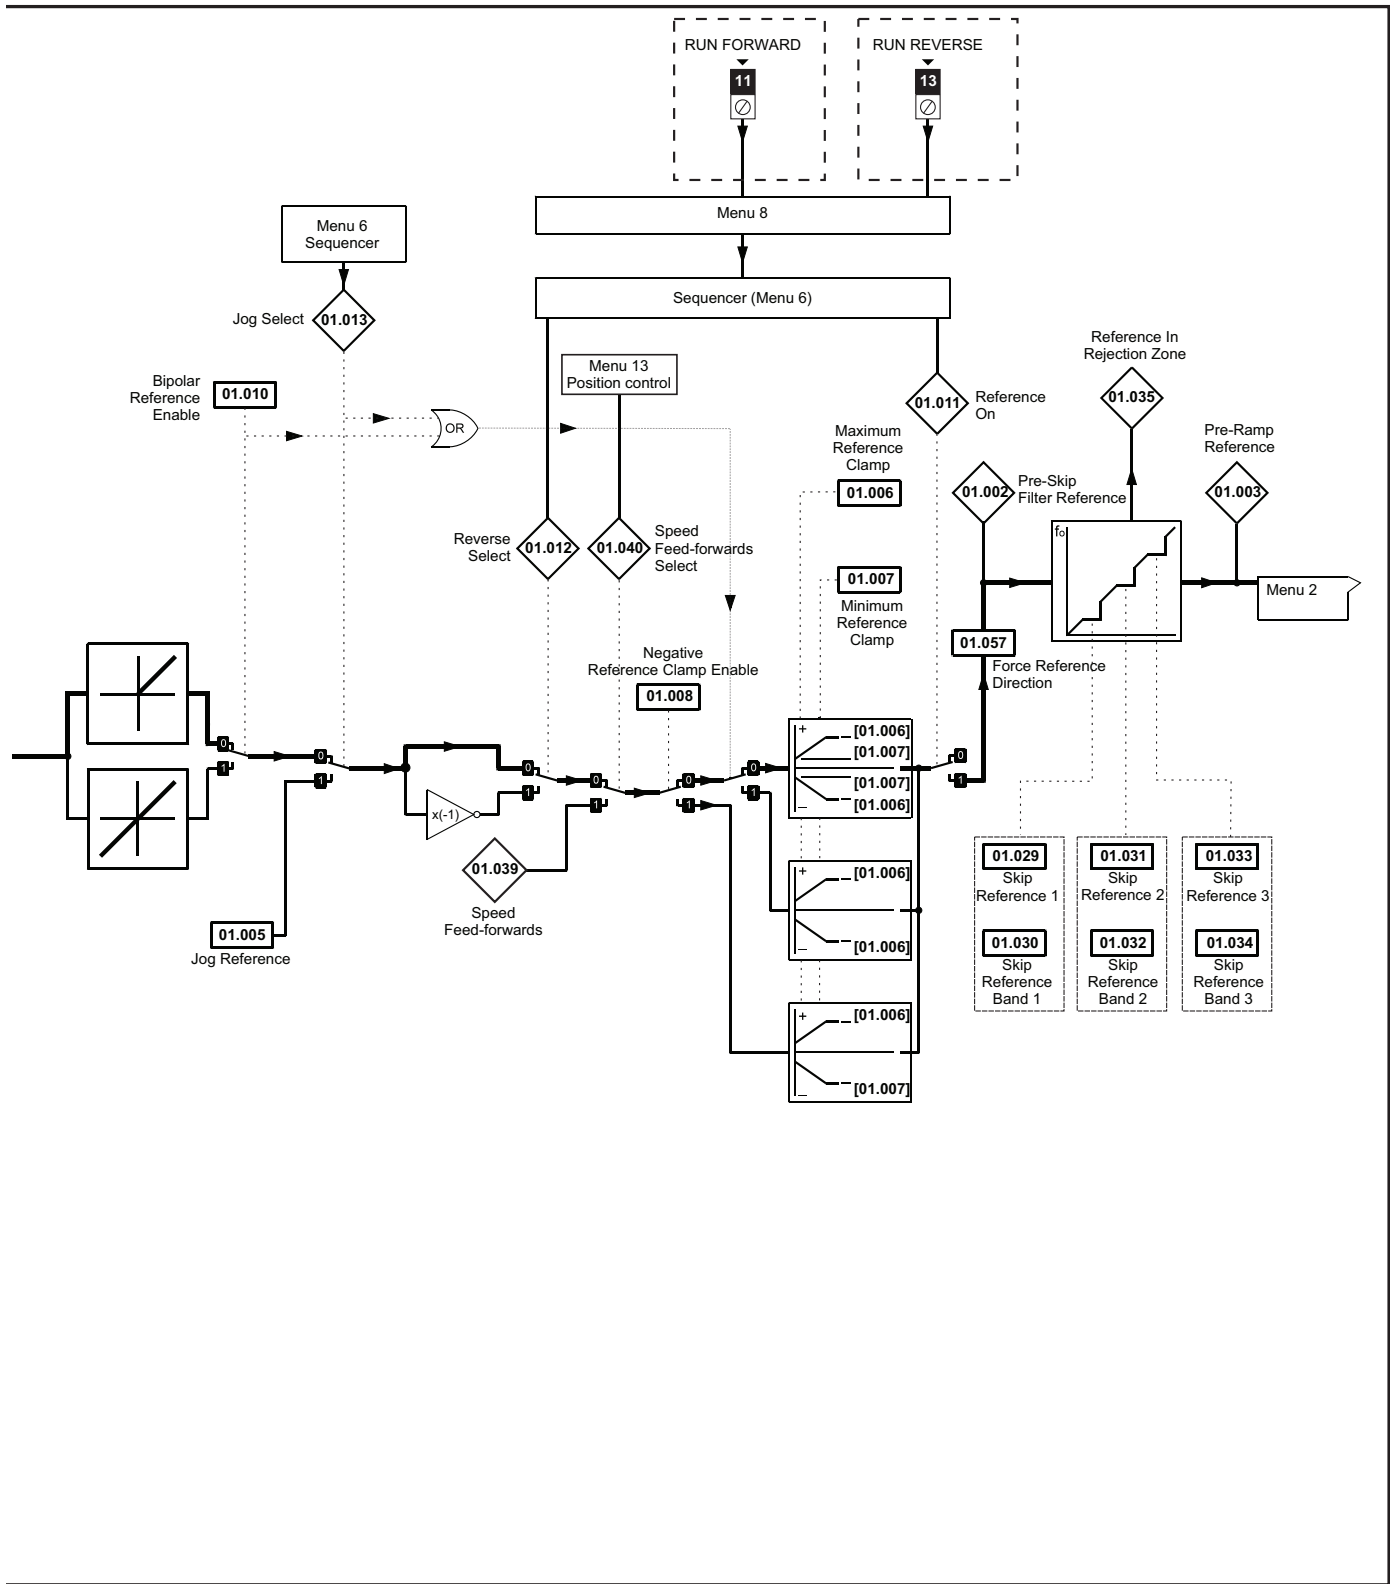 RUN FORWARD
RUN REVERSE
11
13
Menu 8
Menu 6
Sequencer
Sequencer (Menu 6)
Jog Select
01.013
Bipolar
Reference
Enable
01.010
OR
Menu 13
Position control
01.011
Reference
On
Reference In
Rejection Zone
01.035
Maximum
Reference
Clamp
01.006
Pre-Skip
Filter Reference
01.002
Pre-Ramp
Reference
01.003
Reverse
Select
01.012
01.040
Speed
Feed-forwards
Select
01.007
Minimum
Reference
Clamp
fo
Menu 2
01.057
Force Reference
Direction
Negative
Reference Clamp Enable
01.008
0
1
0
1
x(-1)
0
1
0
1
0
1
0
1
+
[01.006]
[01.007]
[01.007]
_
[01.006]
0
1
01.039
Speed
Feed-forwards
01.005
Jog Reference
+
[01.006]
_
[01.006]
+
[01.006]
_
[01.007]
01.029
Skip
Reference 1
01.030
Skip
Reference
Band 1
01.031
Skip
Reference 2
01.032
Skip
Reference
Band 2
01.033
Skip
Reference 3
01.034
Skip
Reference
Band 3